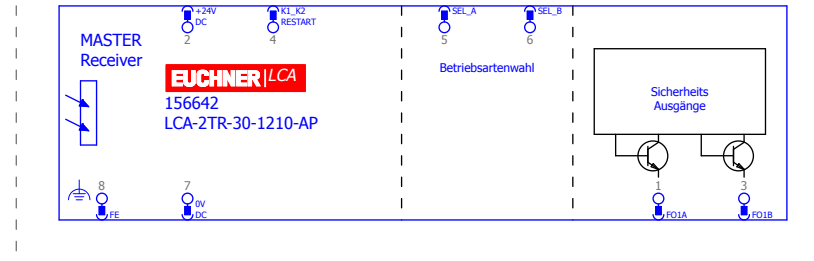 +24V
DC
2
K1_K2
RESTART
4
SEL_A
5
SEL_B
6
MASTER
Receiver
EUCHNER|LCA
156642
LCA-2TR-30-1210-AP
Betriebsartenwahl
Sicherheits
Ausgänge
8
FE
7
0V
DC
1
FO1A
3
FO1B